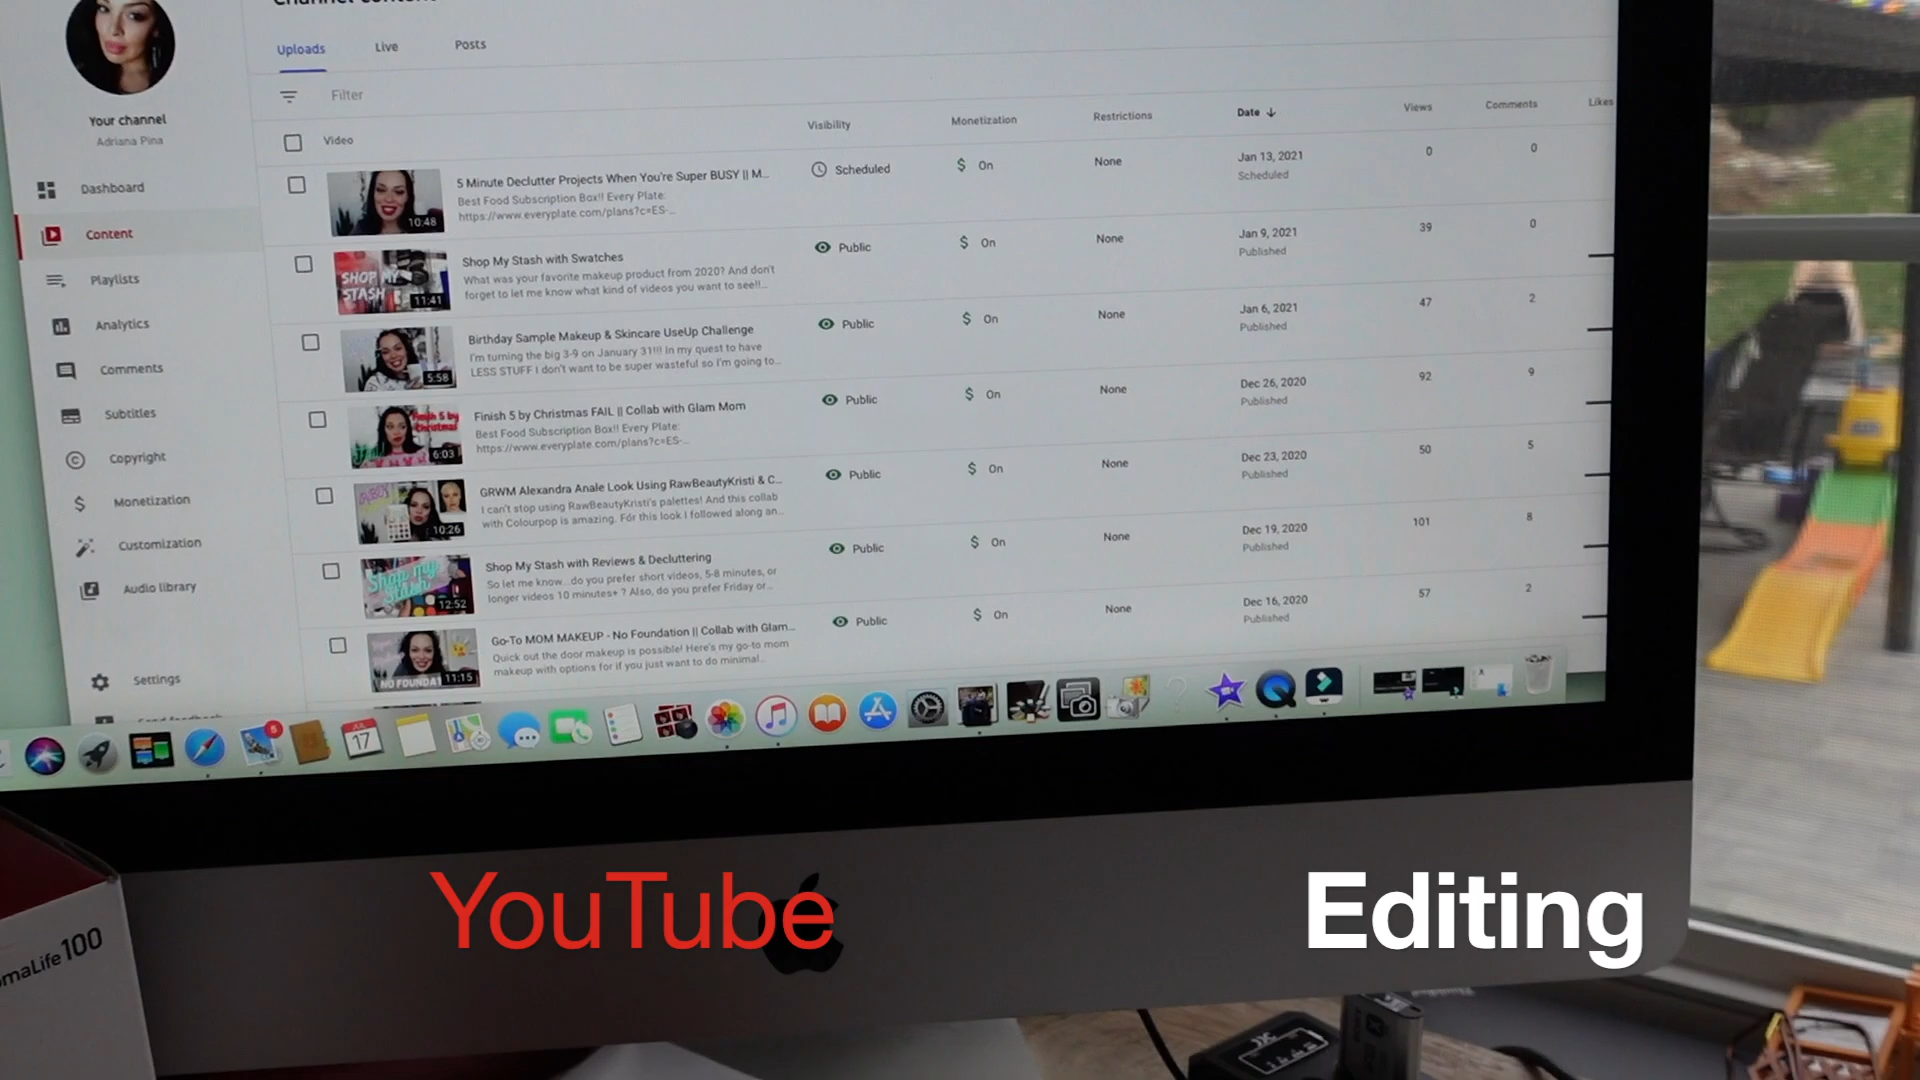 Uploads Live Posts
Filter
Your channel
Adriana Pina
Dashboard
Content
Playlists
Analytics
Comments
Subtitles
Copyright
Monetization
Customization
Audio library
Settings
Video Visibility Monetization Restrictions Date Views Comments Likes
5 Minute Declutter Projects When You're Super BUSY || M... Scheduled $ On None Jan 13, 2021 0 0
Best Food Subscription Box!! Every Plate: Scheduled
https://www.everyplate.com/plans?c=ES-...
10:48
Shop My Stash with Swatches Public $ On None Jan 9, 2021 39 0
What was your favorite makeup product from 2020? And don't Published
forget to let me know what kind of videos you want to see!!...
SHOP MY
STASH
11:41
Birthday Sample Makeup & Skincare UseUp Challenge Public $ On None Jan 6, 2021 47 2
I'm turning the big 3-9 on January 31!!! In my quest to have Published
LESS STUFF I don't want to be super wasteful so I'm going to...
5:58
Finish 5 by Christmas FAIL || Collab with Glam Mom Public $ On None Dec 26, 2020 92 9
Best Food Subscription Box!! Every Plate: Published
https://www.everyplate.com/plans?c=ES-...
Finish 5 by
Christmas
6:03
GRWM Alexandra Anale Look Using RawBeautyKristi & C... Public $ On None Dec 23, 2020 50 5
I can't stop using RawBeautyKristi's palettes! And this collab Published
with Colourpop is amazing. For this look I followed along an...
10:26
Shop My Stash with Reviews & Decluttering Public $ On None Dec 19, 2020 101 8
So let me know...do you prefer short videos, 5-8 minutes, or Published
longer videos 10 minutes+ ? Also, do you prefer Friday or...
Shop my
Stash
12:52
Go-To MOM MAKEUP - No Foundation || Collab with Glam... Public $ On None Dec 16, 2020 57 2
Quick out the door makeup is possible! Here's my go-to mom Published
makeup with options for if you just want to do minimal...
NO FOUNDAT
11:15
5
JUL
17
YouTube Editing
maLife 100